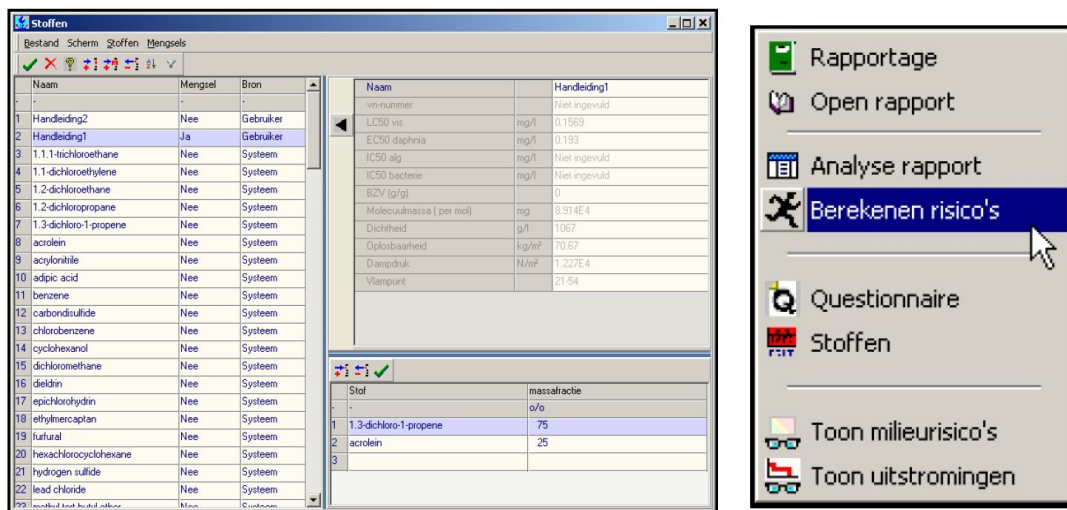 Stoffen
Bestand Scherm Stoffen Mengsels
Naam Mengsel Bron
- - - -
1 Handleiding2 Nee Gebruiker
2 Handleiding1 Ja Gebruiker
3 1.1.1-trichloroethane Nee Systeem
4 1.1-dichloroethylene Nee Systeem
5 1.2-dichloroethane Nee Systeem
6 1.2-dichloropropane Nee Systeem
7 1.3-dichloro-1-propene Nee Systeem
8 acrolein Nee Systeem
9 acrylonitrile Nee Systeem
10 adipic acid Nee Systeem
11 benzene Nee Systeem
12 carbondisulfide Nee Systeem
13 chlorobenzene Nee Systeem
14 cyclohexanol Nee Systeem
15 dichloromethane Nee Systeem
16 dieldrin Nee Systeem
17 epichlorohydrin Nee Systeem
18 ethylmercaptan Nee Systeem
19 furfural Nee Systeem
20 hexachlorocyclohexane Nee Systeem
21 hydrogen sulfide Nee Systeem
22 lead chloride Nee Systeem
23 methyl tert-butyl ether Nee Systeem
Naam Handleiding1
vn-nummer Niet ingevuld
LC50 vis mg/l 0.1569
EC50 daphnia mg/l 0.193
IC50 alg mg/l Niet ingevuld
IC50 bacterie mg/l Niet ingevuld
BZV (g/g) 0
Molecuulmassa ( per mol) mg 8.914E4
Dichtheid g/l 1067
Oplosbaarheid kg/m³ 70.67
Dampdruk N/m² 1.227E4
Vlampunt 21-54
Stof massafractie
- - o/o
1 1.3-dichloro-1-propene 75
2 acrolein 25
3
Rapportage
Open rapport
Analyse rapport
Berekenen risico's
Questionnaire
Stoffen
Toon milieurisico's
Toon uitstromingen